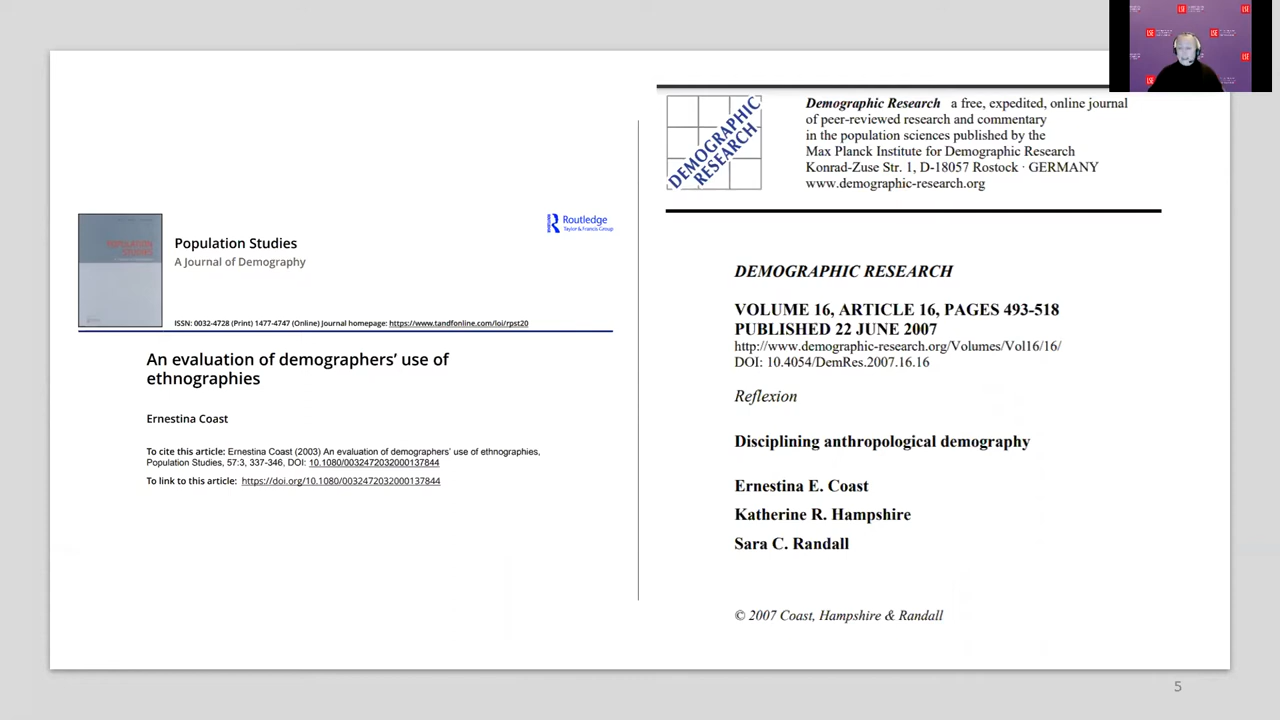 Population Studies
A Journal of Demography
Routledge
Taylor & Francis Group
POPULATION
STUDIES
ISSN: 0032-4728 (Print) 1477-4747 (Online) Journal homepage: https://www.tandfonline.com/loi/rpst20
An evaluation of demographers’ use of
ethnographies
Ernestina Coast
To cite this article: Ernestina Coast (2003) An evaluation of demographers’ use of ethnographies,
Population Studies, 57:3, 337-346, DOI: 10.1080/0032472032000137844
To link to this article: https://doi.org/10.1080/0032472032000137844
DEMOGRAPHIC
RESEARCH
Demographic Research a free, expedited, online journal
of peer-reviewed research and commentary
in the population sciences published by the
Max Planck Institute for Demographic Research
Konrad-Zuse Str. 1, D-18057 Rostock · GERMANY
www.demographic-research.org
DEMOGRAPHIC RESEARCH
VOLUME 16, ARTICLE 16, PAGES 493-518
PUBLISHED 22 JUNE 2007
http://www.demographic-research.org/Volumes/Vol16/16/
DOI: 10.4054/DemRes.2007.16.16
Reflexion
Disciplining anthropological demography
Ernestina E. Coast
Katherine R. Hampshire
Sara C. Randall
© 2007 Coast, Hampshire & Randall
LSE
LSE
LSE
LSE
LSE
5